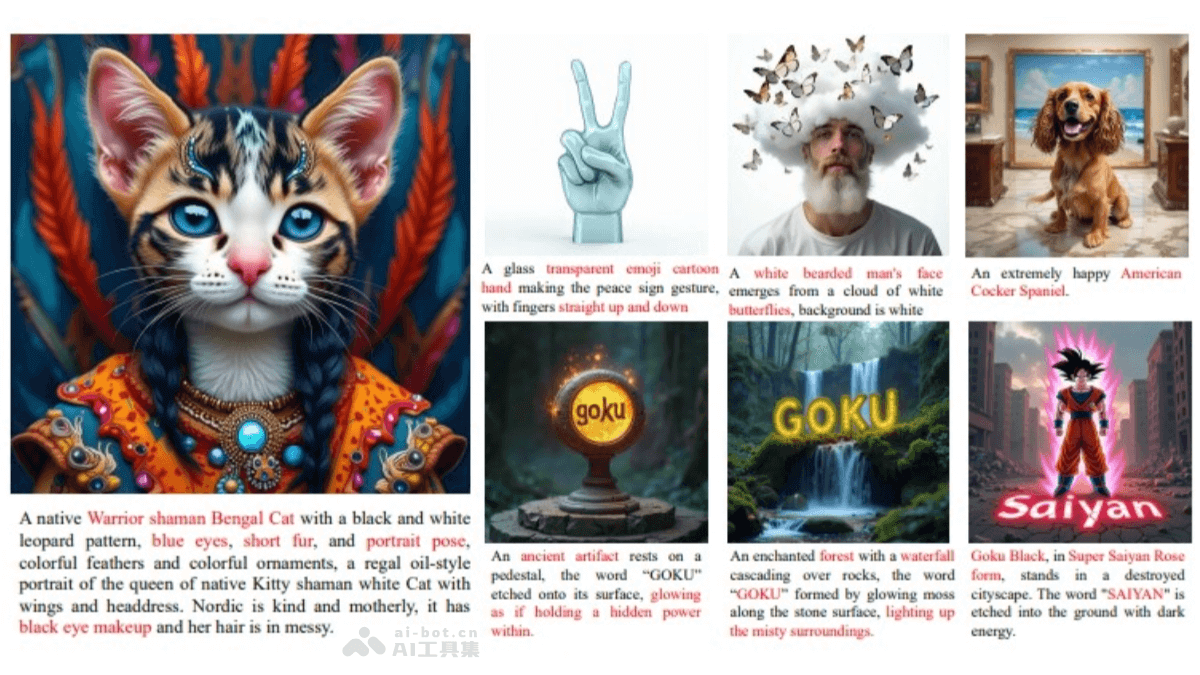 A glass transparent emoji cartoon
hand making the peace sign gesture,
with fingers straight up and down
A white bearded man's face
emerges from a cloud of white
butterflies, background is white
An extremely happy American
Cocker Spaniel.
goku
GOKU
Saiyan
A native Warrior shaman Bengal Cat with a black and white
leopard pattern, blue eyes, short fur, and portrait pose,
colorful feathers and colorful ornaments, a regal oil-style
portrait of the queen of native Kitty shaman white Cat with
wings and headdress. Nordic is kind and motherly, it has
black eye makeup and her hair is in messy.
An ancient artifact rests on a
pedestal, the word “GOKU”
etched onto its surface, glowing
as if holding a hidden power
within.
An enchanted forest with a waterfall
cascading over rocks, the word
“GOKU” formed by glowing moss
along the stone surface, lighting up
the misty surroundings.
Goku Black, in Super Saiyan Rose
form, stands in a destroyed
cityscape. The word "SAIYAN" is
etched into the ground with dark
energy.
ai-bot.cn
AI工具集